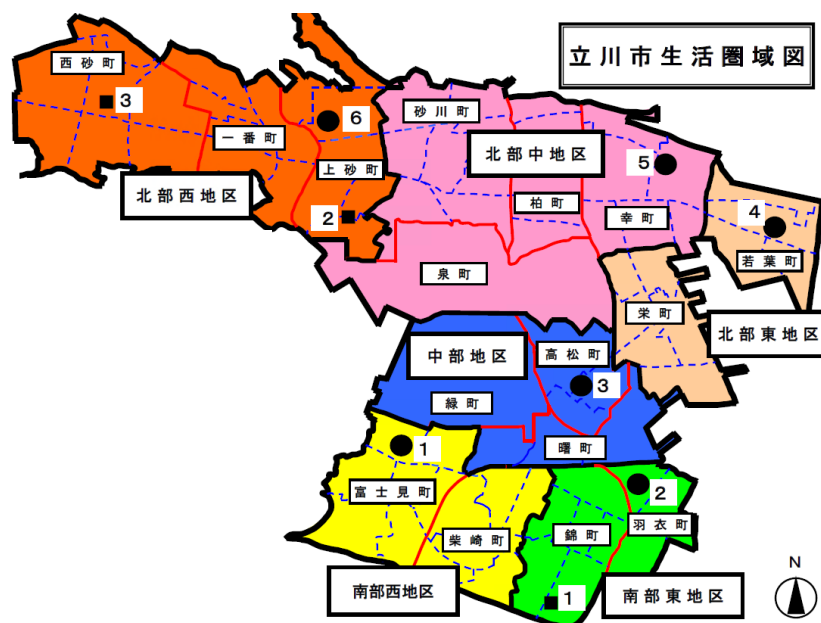 立川市生活圏域図
西砂町
3
一番町
6
上砂町
2
北部西地区
砂川町
北部中地区
柏町
5
幸町
4
若葉町
泉町
栄町
北部東地区
中部地区
高松町
3
緑町
曙町
1
富士見町
2
羽衣町
柴崎町
錦町
1
南部西地区
南部東地区
N